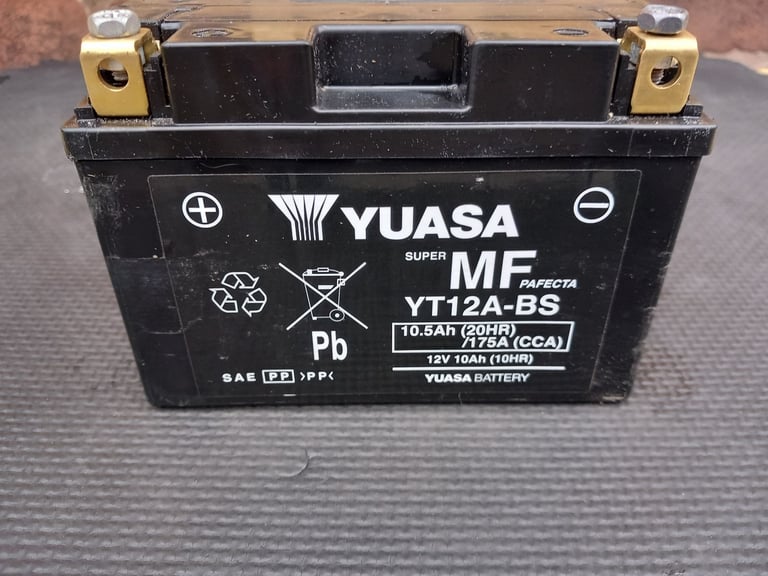 YUASA
SUPER MF PAFECTA
YT12A-BS
10.5Ah (20HR)
/175A (CCA)
12V 10Ah (10HR)
YUASA BATTERY
Pb
SAE PP >PP<